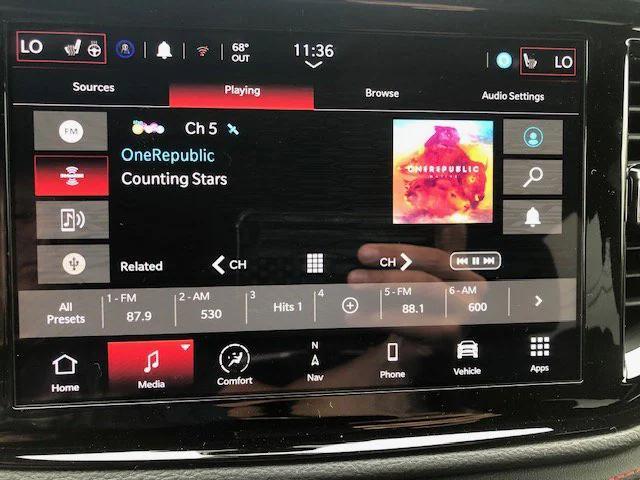 LO
68°
OUT
11:36
LO
Sources
Playing
Browse
Audio Settings
FM
Ch 5
OneRepublic
Counting Stars
ONEREPUBLIC
NATIVE
Related
CH
CH
All
Presets
1 - FM
87.9
2 - AM
530
3
Hits 1
4
5 - FM
88.1
6 - AM
600
Home
Media
Comfort
N
Nav
Phone
Vehicle
Apps